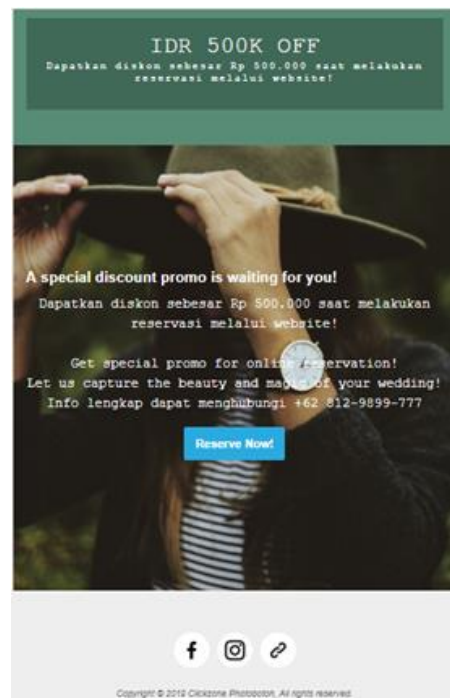 IDR 500K OFF
Dapatkan diskon sebesar Rp 500.000 saat melakukan
reservasi melalui website!
A special discount promo is waiting for you!
Dapatkan diskon sebesar Rp 500.000 saat melakukan
reservasi melalui website!
Get special promo for online reservation!
Let us capture the beauty and magic of your wedding!
Info lengkap dapat menghubungi +62 812-9899-777
Reserve Now!
Copyright © 2019 Clickzone Photobooth, All rights reserved.